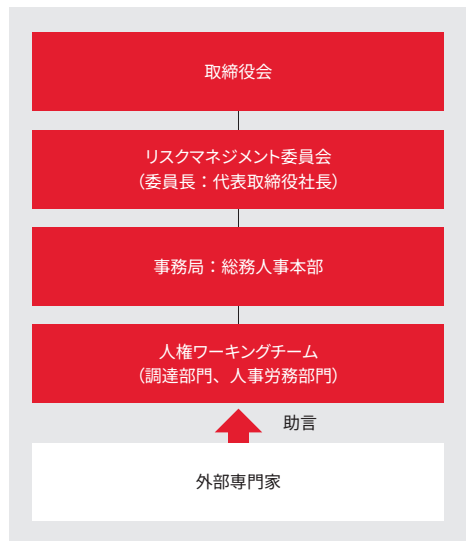 取締役会
リスクマネジメント委員会
（委員長：代表取締役社長）
事務局：総務人事本部
人権ワーキングチーム
（調達部門、人事労務部門）
助言
外部専門家